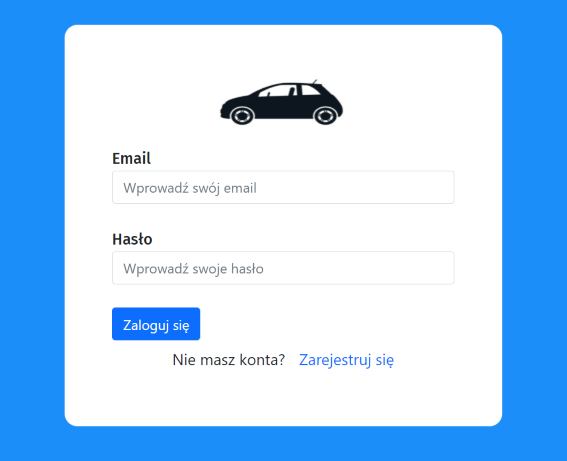 Email
Wprowadź swój email
Hasło
Wprowadź swoje hasło
Zaloguj się
Nie masz konta? Zarejestruj się